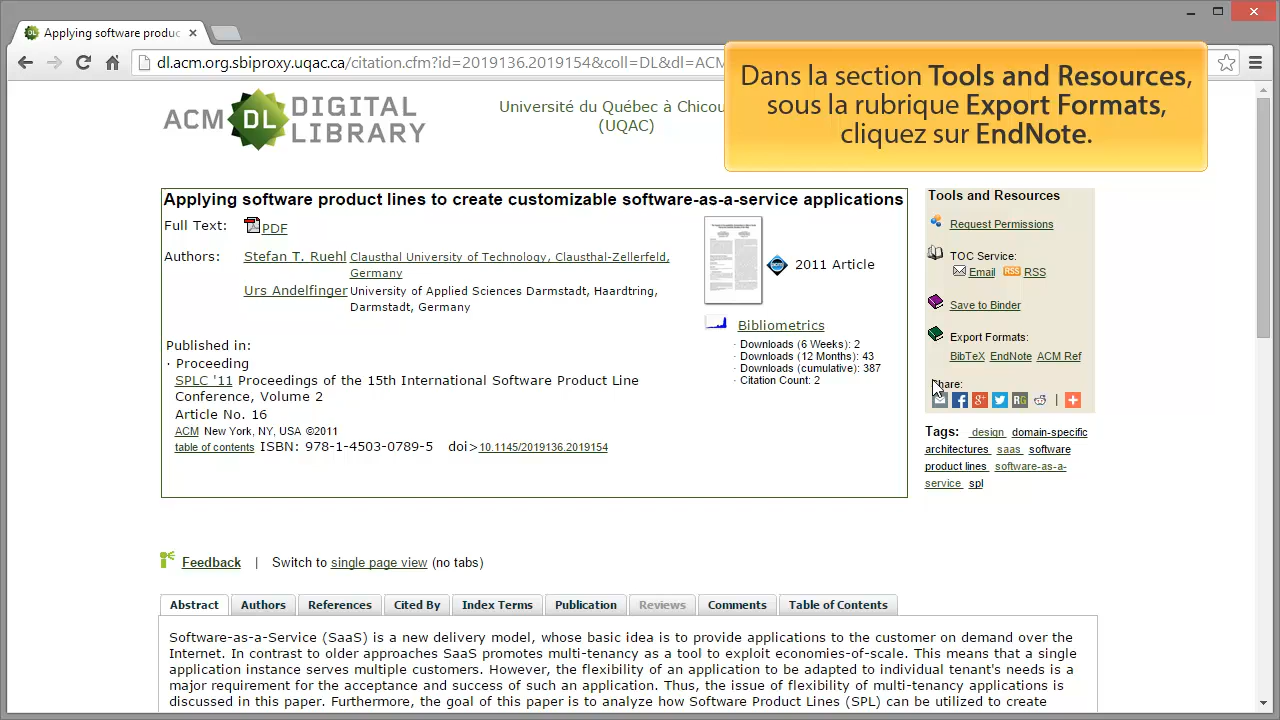 Applying software produc
dl.acm.org.sbiproxy.uqac.ca/citation.cfm?id=2019136.2019154&coll=DL&dl=ACM
Dans la section Tools and Resources,
sous la rubrique Export Formats,
cliquez sur EndNote.
ACM DL DIGITAL
LIBRARY
Université du Québec à Chicou
(UQAC)
Applying software product lines to create customizable software-as-a-service applications
Full Text: PDF
Authors: Stefan T. Ruehl Clausthal University of Technology, Clausthal-Zellerfeld,
Germany
Urs Andelfinger University of Applied Sciences Darmstadt, Haardtring,
Darmstadt, Germany
2011 Article
Bibliometrics
· Downloads (6 Weeks): 2
· Downloads (12 Months): 43
· Downloads (cumulative): 387
· Citation Count: 2
Published in:
· Proceeding
SPLC '11 Proceedings of the 15th International Software Product Line
Conference, Volume 2
Article No. 16
ACM New York, NY, USA ©2011
table of contents ISBN: 978-1-4503-0789-5 doi>10.1145/2019136.2019154
Tools and Resources
Request Permissions
TOC Service:
Email RSS RSS
Save to Binder
Export Formats:
BibTeX EndNote ACM Ref
hare:
RG | +
Tags: design domain-specific
architectures saas software
product lines software-as-a-
service spl
Feedback | Switch to single page view (no tabs)
Abstract Authors References Cited By Index Terms Publication Reviews Comments Table of Contents
Software-as-a-Service (SaaS) is a new delivery model, whose basic idea is to provide applications to the customer on demand over the
Internet. In contrast to older approaches SaaS promotes multi-tenancy as a tool to exploit economies-of-scale. This means that a single
application instance serves multiple customers. However, the flexibility of an application to be adapted to individual tenant's needs is a
major requirement for the acceptance and success of such an application. Thus, the issue of flexibility of multi-tenancy applications is
discussed in this paper. Furthermore, the goal of this paper is to analyze how Software Product Lines (SPL) can be utilized to create